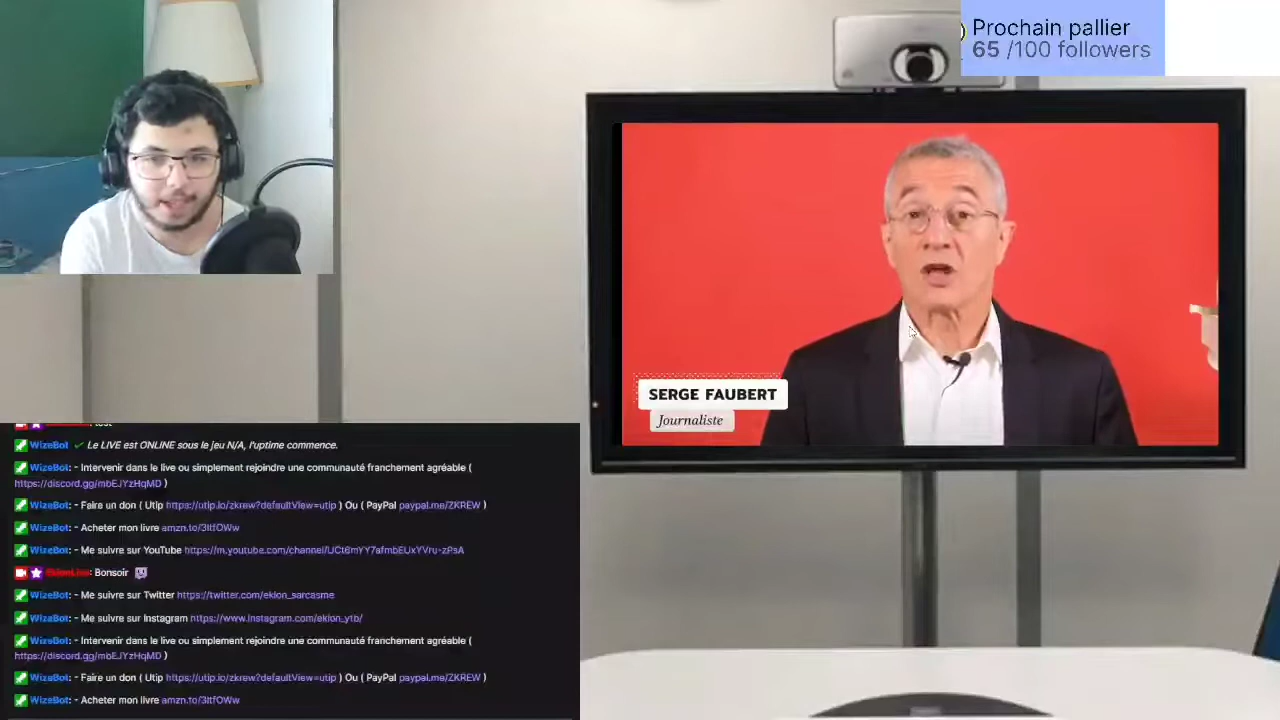 Prochain pallier
65 /100 followers
SERGE FAUBERT
Journaliste
WizeBot: ✓ Le LIVE est ONLINE sous le jeu N/A, l'uptime commence.
WizeBot: - Intervenir dans le live ou simplement rejoindre une communauté franchement agréable (
https://discord.gg/mbEJYzHqMD )
WizeBot: - Faire un don ( Utip https://utip.io/zkrew?defaultView=utip ) Ou ( PayPal paypal.me/ZKREW )
WizeBot: - Acheter mon livre amzn.to/3ltfOWw
WizeBot: - Me suivre sur YouTube
: Bonsoir
WizeBot: - Me suivre sur Twitter https://twitter.com/ekion_sarcasme
WizeBot: - Me suivre sur Instagram https://www.instagram.com/ekion_ytb/
WizeBot: - Intervenir dans le live ou simplement rejoindre une communauté franchement agréable (
https://discord.gg/mbEJYzHqMD )
WizeBot: - Faire un don ( Utip https://utip.io/zkrew?defaultView=utip ) Ou ( PayPal paypal.me/ZKREW )
WizeBot: - Acheter mon livre amzn.to/3ltfOWw